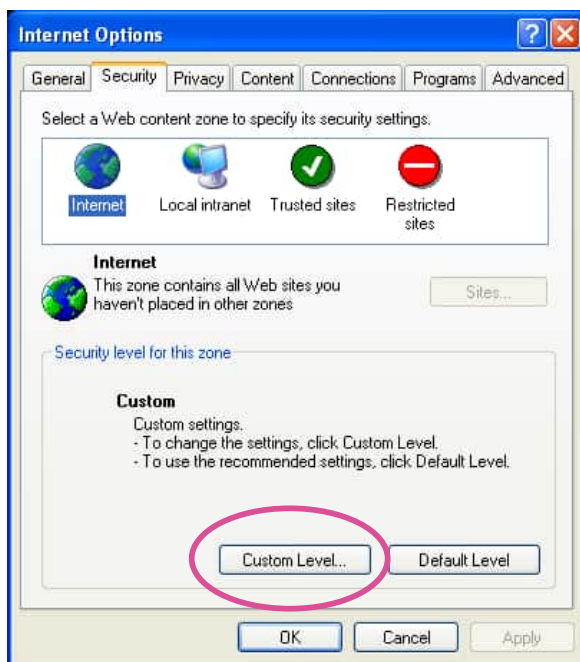 Internet Options
General Security Privacy Content Connections Programs Advanced
Select a Web content zone to specify its security settings.
Internet Local intranet Trusted sites Restricted sites
Internet
This zone contains all Web sites you
haven't placed in other zones
Sites...
Security level for this zone
Custom
Custom settings.
- To change the settings, click Custom Level.
- To use the recommended settings, click Default Level.
Custom Level... Default Level
OK Cancel Apply